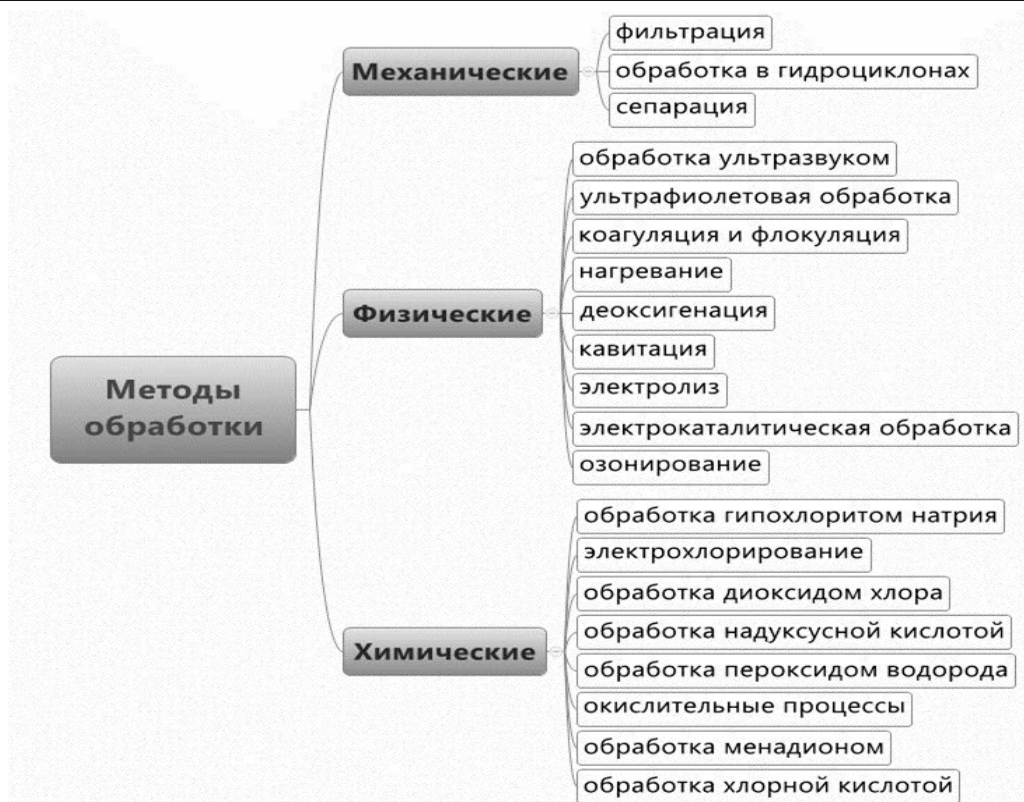 Методы
обработки
Механические
фильтрация
обработка в гидроциклонах
сепарация
Физические
обработка ультразвуком
ультрафиолетовая обработка
коагуляция и флокуляция
нагревание
деоксигенация
кавитация
электролиз
электрокаталитическая обработка
озонирование
Химические
обработка гипохлоритом натрия
электрохлорирование
обработка диоксидом хлора
обработка надуксусной кислотой
обработка пероксидом водорода
окислительные процессы
обработка менадионом
обработка хлорной кислотой